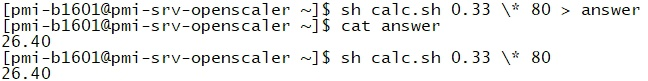 [pmi-b1601@pmi-srv-openscaler ~]$ sh calc.sh 0.33 \* 80 > answer
[pmi-b1601@pmi-srv-openscaler ~]$ cat answer
26.40
[pmi-b1601@pmi-srv-openscaler ~]$ sh calc.sh 0.33 \* 80
26.40